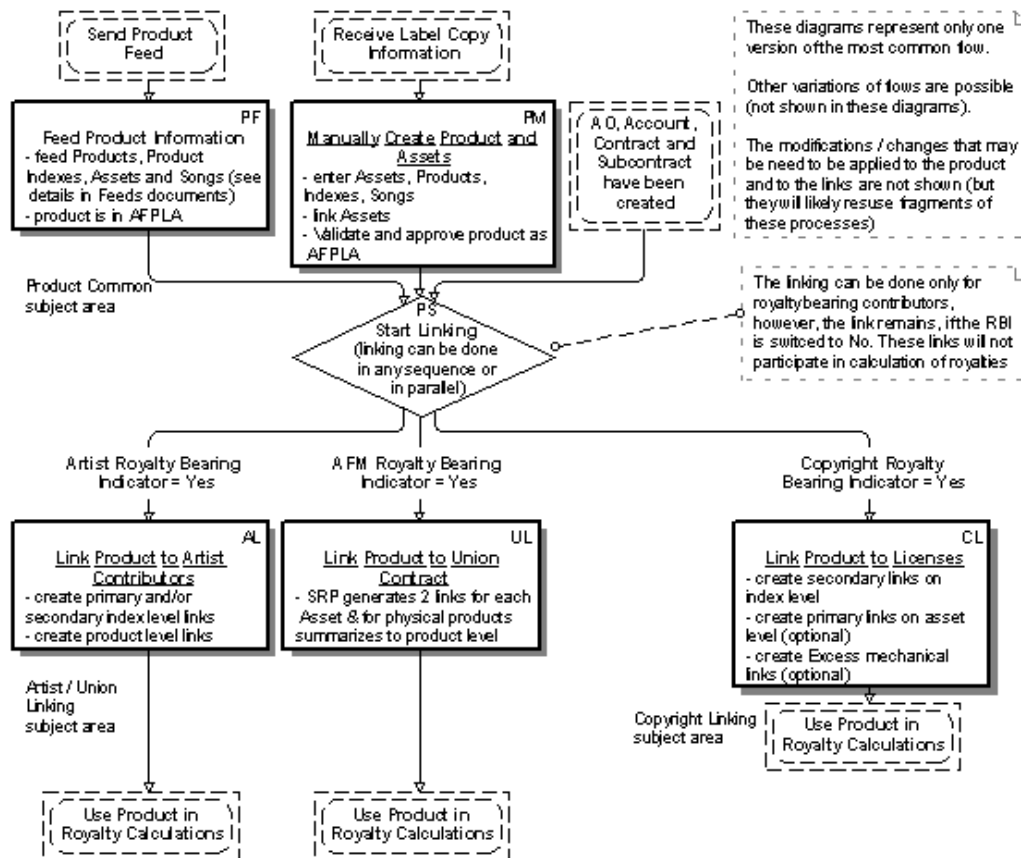 Send Product
Feed
Receive Label Copy
Information
These diagrams represent only one
version of the most common flow.
Other variations of flows are possible
(not shown in these diagrams).
The modifications / changes that may
be need to be applied to the product
and to the links are not shown (but
they will likely resuse fragments of
these processes)
PF
Feed Product Information
- feed Products, Product
Indexes, Assets and Songs (see
details in Feeds documents)
- product is in AFPLA
PM
Manually Create Product and
Assets
- enter Assets, Products,
Indexes, Songs
- link Assets
- Validate and approve product as
AFPLA
AO, Account,
Contract and
Subcontract
have been
created
Product Common
subject area
The linking can be done only for
royalty bearing contributors,
however, the link remains, if the RBI
is switced to No. These links will not
participate in calculation of royalties
PS
Start Linking
(linking can be done
in any sequence or
in parallel)
Artist Royalty Bearing
Indicator = Yes
AFM Royalty Bearing
Indicator = Yes
Copyright Royalty
Bearing Indicator = Yes
AL
Link Product to Artist
Contributors
- create primary and/or
secondary index level links
- create product level links
UL
Link Product to Union
Contract
- SRP generates 2 links for each
Asset & for physical products
summarizes to product level
CL
Link Product to Licenses
- create secondary links on
index level
- create primary links on asset
level (optional)
- create Excess mechanical
links (optional)
Artist / Union
Linking
subject area
Copyright Linking
subject area
Use Product in
Royalty Calculations
Use Product in
Royalty Calculations
Use Product in
Royalty Calculations